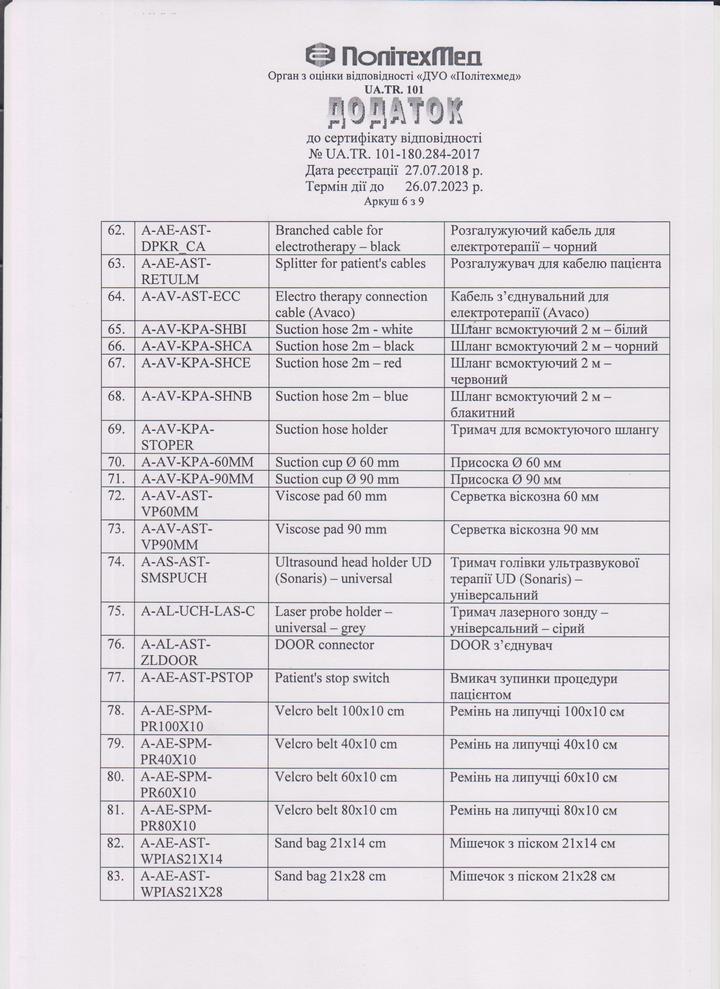 ПолітехМед
Орган з оцінки відповідності «ДУО «Політехмед»
UA.TR. 101
ДОДАТОК
до сертифікату відповідності
№ UA.TR. 101-180.284-2017
Дата реєстрації 27.07.2018 р.
Термін дії до 26.07.2023 р.
Аркуш 6 з 9
62. A-AE-AST- Branched cable for Розгалужуючий кабель для
DPKR_CA electrotherapy – black електротерапії – чорний
63. A-AE-AST- Splitter for patient's cables Розгалужувач для кабелю пацієнта
RETULM
64. A-AV-AST-ECC Electro therapy connection Кабель з’єднувальний для
cable (Avaco) електротерапії (Avaco)
65. A-AV-KPA-SHBI Suction hose 2m - white Шланг всмоктуючий 2 м – білий
66. A-AV-KPA-SHCA Suction hose 2m – black Шланг всмоктуючий 2 м – чорний
67. A-AV-KPA-SHCE Suction hose 2m – red Шланг всмоктуючий 2 м –
червоний
68. A-AV-KPA-SHNB Suction hose 2m – blue Шланг всмоктуючий 2 м –
блакитний
69. A-AV-KPA- Suction hose holder Тримач для всмоктуючого шлангу
STOPER
70. A-AV-KPA-60MM Suction cup Ø 60 mm Присоска Ø 60 мм
71. A-AV-KPA-90MM Suction cup Ø 90 mm Присоска Ø 90 мм
72. A-AV-AST- Viscose pad 60 mm Серветка віскозна 60 мм
VP60MM
73. A-AV-AST- Viscose pad 90 mm Серветка віскозна 90 мм
VP90MM
74. A-AS-AST- Ultrasound head holder UD Тримач голівки ультразвукової
SMSPUCH (Sonaris) – universal терапії UD (Sonaris) –
універсальний
75. A-AL-UCH-LAS-C Laser probe holder – Тримач лазерного зонду –
universal – grey універсальний – сірий
76. A-AL-AST- DOOR connector DOOR з’єднувач
ZLDOOR
77. A-AE-AST-PSTOP Patient's stop switch Вмикач зупинки процедури
пацієнтом
78. A-AE-SPM- Velcro belt 100x10 cm Ремінь на липучці 100x10 см
PR100X10
79. A-AE-SPM- Velcro belt 40x10 cm Ремінь на липучці 40x10 см
PR40X10
80. A-AE-SPM- Velcro belt 60x10 cm Ремінь на липучці 60x10 см
PR60X10
81. A-AE-SPM- Velcro belt 80x10 cm Ремінь на липучці 80x10 см
PR80X10
82. A-AE-AST- Sand bag 21x14 cm Мішечок з піском 21x14 см
WPIAS21X14
83. A-AE-AST- Sand bag 21x28 cm Мішечок з піском 21x28 см
WPIAS21X28